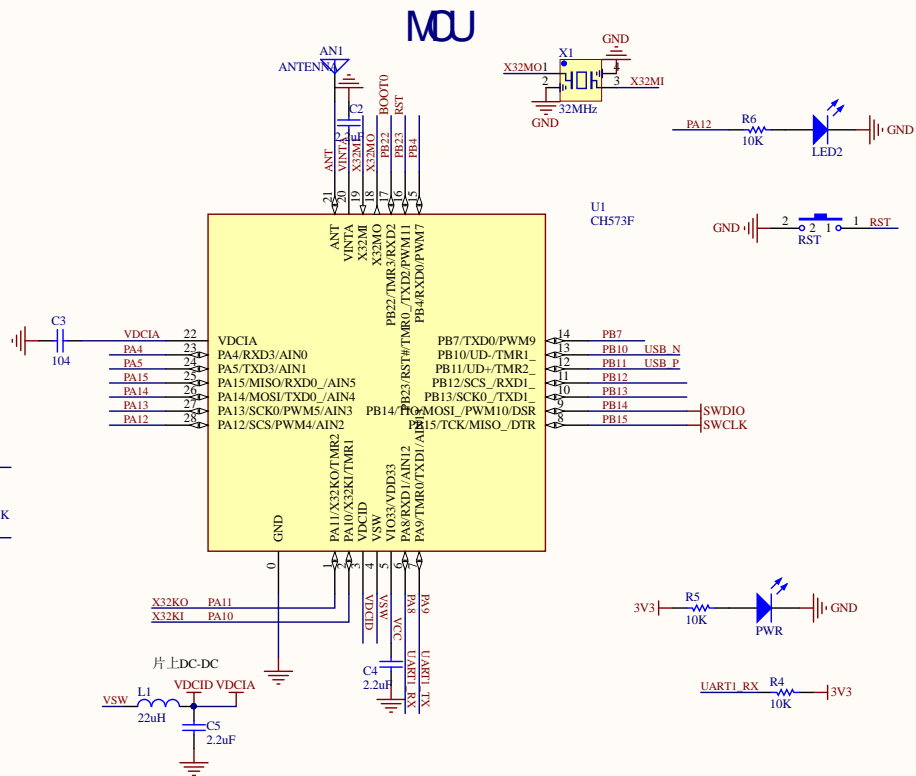 MCU
AN1
ANTENNA
C2
2.2uF
ANT
VINTA
X32MI
X32MO
BOOT0
PB22
RST
PB23
PB4
21
20
19
18
17
16
15
X1
GND
X32MO
1
4
2
3
X32MI
GND
32MHz
PA12
R6
10K
LED2
GND
U1
CH573F
GND
2
2
1
1
RST
RST
ANT
VINTA
X32MI
X32MO
PB22/TMR3/RXD2
PB23/RST#/TMR0_/TXD2/PWM11
PB4/RXD0/PWM7
C3
104
VDCIA
22
VDCIA
PA4
23
PA4/RXD3/AIN0
PA5
24
PA5/TXD3/AIN1
PA15
25
PA15/MISO/RXD0_/AIN5
PA14
26
PA14/MOSI/TXD0_/AIN4
PA13
27
PA13/SCK0/PWM5/AIN3
PA12
28
PA12/SCS/PWM4/AIN2
PB7/TXD0/PWM9
14
PB7
PB10/UD-/TMR1_
13
PB10
USB_N
PB11/UD+/TMR2_
12
PB11
USB_P
PB12/SCS_/RXD1_
11
PB12
PB13/SCK0_/TXD1_
10
PB13
PB14/TIO/MOSI_/PWM10/DSR
9
PB14
SWDIO
PB15/TCK/MISO_/DTR
8
PB15
SWCLK
K
GND
PA11/X32KO/TMR2
PA10/X32KI/TMR1
VDCID
VSW
VIO33/VDD33
PA8/RXD1/AIN12
PA9/TMR0/TXD1/AIN13
0
1
2
3
4
5
6
7
X32KO
PA11
X32KI
PA10
VDCID
VSW
VCC
PA8
PA9
UART1_RX
UART1_TX
C4
2.2uF
片上DC-DC
VSW
L1
22uH
VDCID
VDCIA
C5
2.2uF
3V3
R5
10K
PWR
GND
UART1_RX
R4
10K
3V3